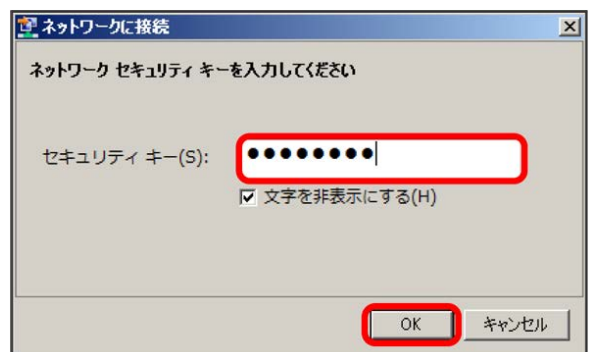 ネットワークに接続
ネットワーク セキュリティ キーを入力してください
セキュリティ キー(S): ●●●●●●●●
文字を非表示にする(H)
OK キャンセル